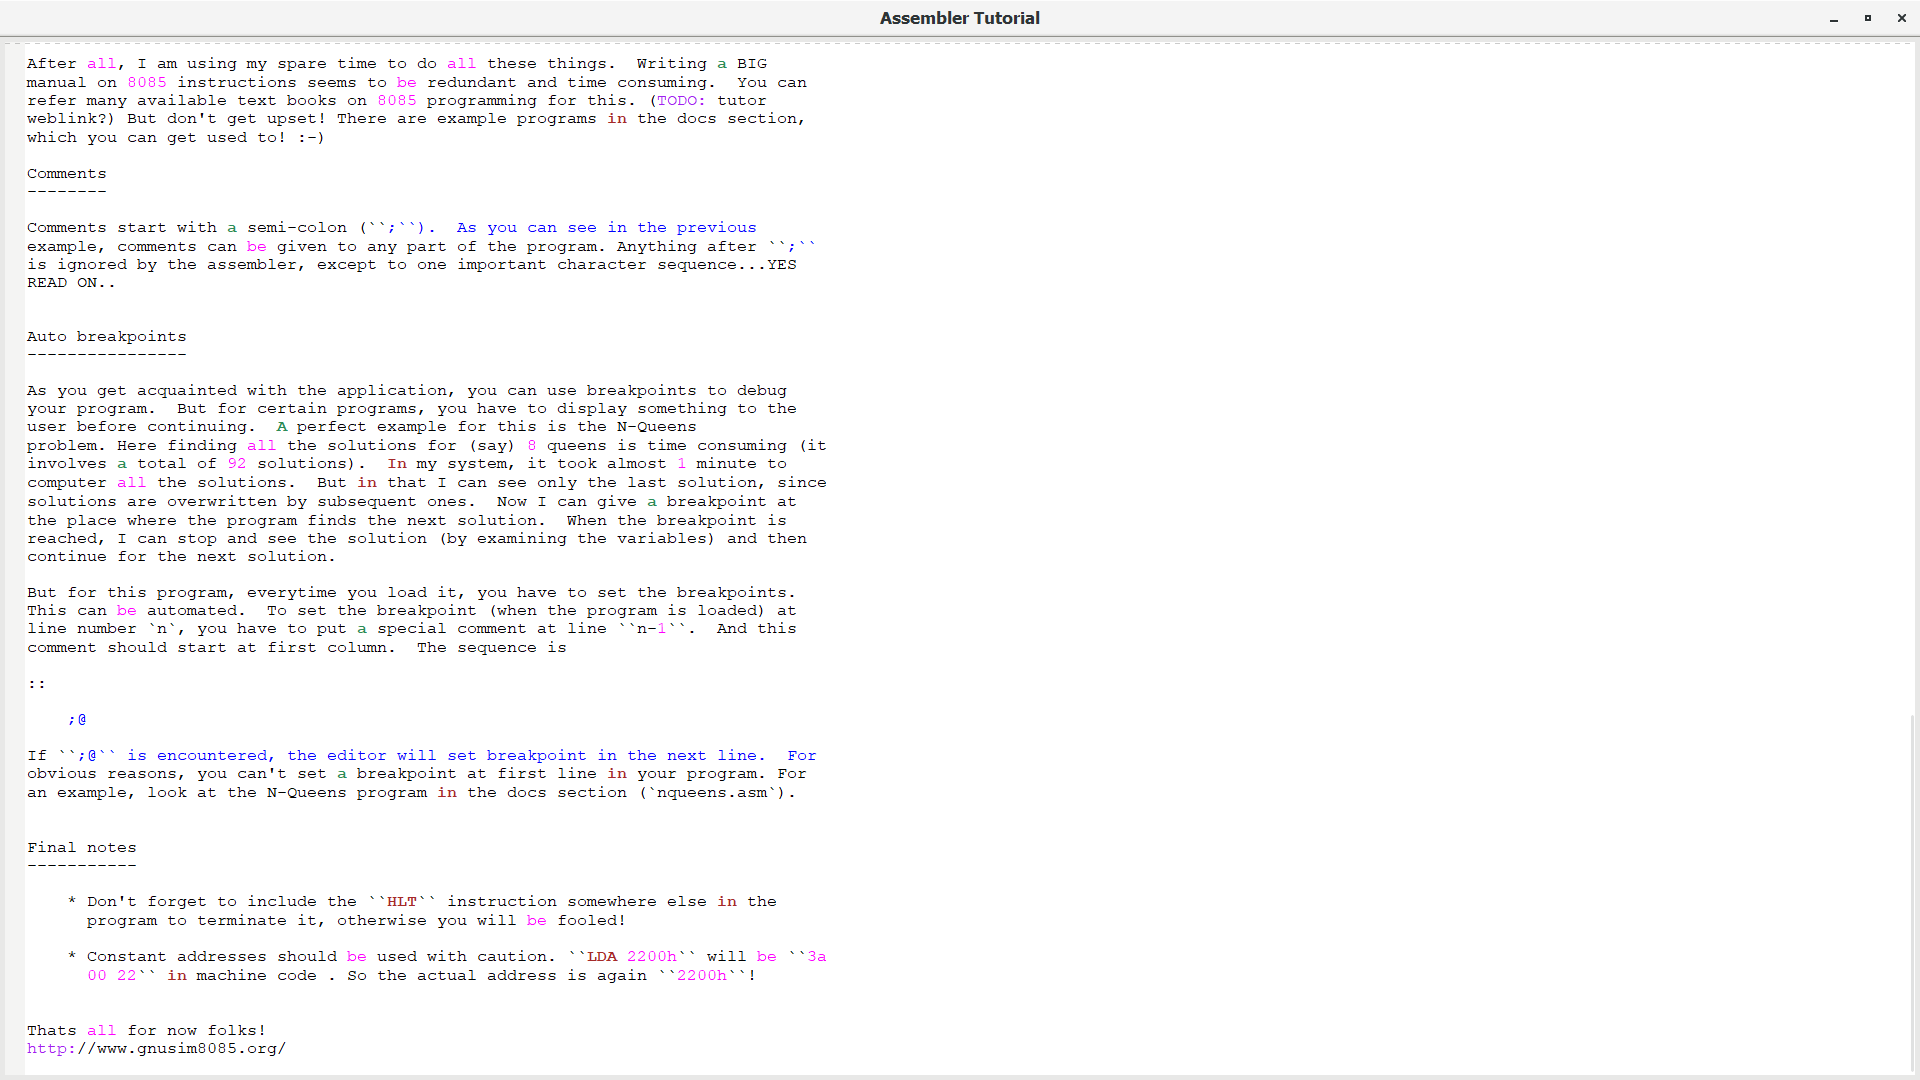 Assembler Tutorial
After all, I am using my spare time to do all these things.  Writing a BIG
manual on 8085 instructions seems to be redundant and time consuming.  You can
refer many available text books on 8085 programming for this. (TODO: tutor
weblink?) But don't get upset! There are example programs in the docs section,
which you can get used to! :-)
Comments
--------
Comments start with a semi-colon (``;``).  As you can see in the previous
example, comments can be given to any part of the program. Anything after ``;``
is ignored by the assembler, except to one important character sequence...YES
READ ON..
Auto breakpoints
----------------
As you get acquainted with the application, you can use breakpoints to debug
your program.  But for certain programs, you have to display something to the
user before continuing.  A perfect example for this is the N-Queens
problem. Here finding all the solutions for (say) 8 queens is time consuming (it
involves a total of 92 solutions).  In my system, it took almost 1 minute to
computer all the solutions.  But in that I can see only the last solution, since
solutions are overwritten by subsequent ones.  Now I can give a breakpoint at
the place where the program finds the next solution.  When the breakpoint is
reached, I can stop and see the solution (by examining the variables) and then
continue for the next solution.
But for this program, everytime you load it, you have to set the breakpoints.
This can be automated.  To set the breakpoint (when the program is loaded) at
line number `n`, you have to put a special comment at line ``n-1``.  And this
comment should start at first column.  The sequence is
::
;@
If ``;@`` is encountered, the editor will set breakpoint in the next line.  For
obvious reasons, you can't set a breakpoint at first line in your program. For
an example, look at the N-Queens program in the docs section (`nqueens.asm`).
Final notes
-----------
* Don't forget to include the ``HLT`` instruction somewhere else in the
program to terminate it, otherwise you will be fooled!
* Constant addresses should be used with caution. ``LDA 2200h`` will be ``3a
00 22`` in machine code . So the actual address is again ``2200h``!
Thats all for now folks!
http://www.gnusim8085.org/